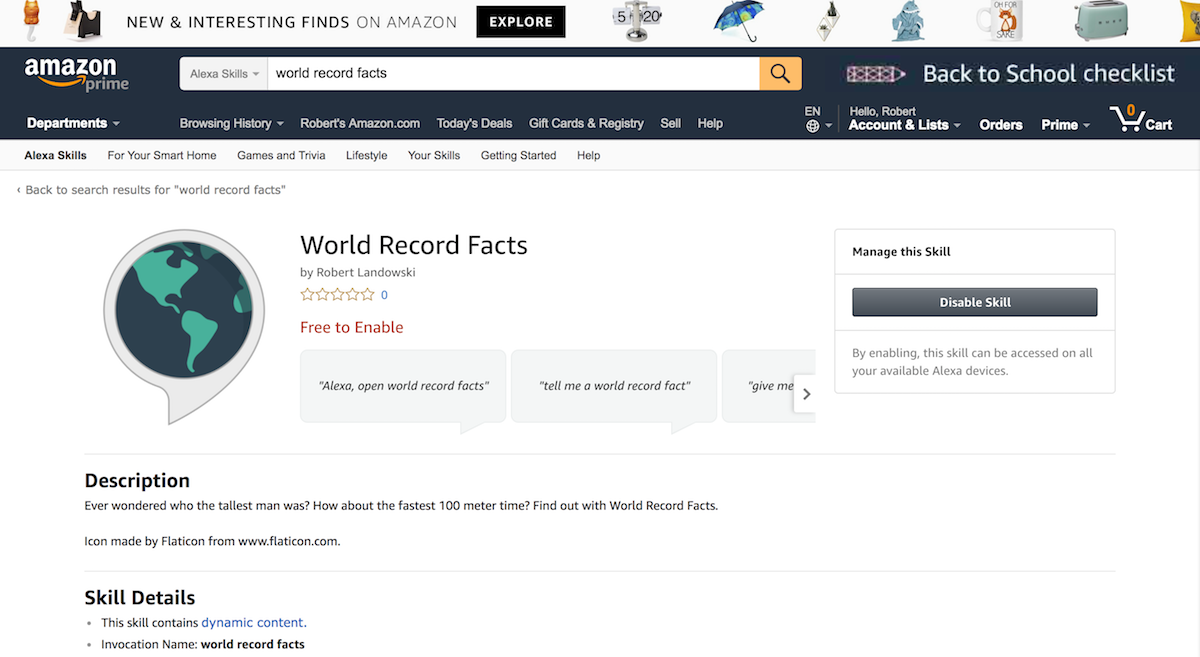 NEW & INTERESTING FINDS ON AMAZON EXPLORE
5 20
OH FOR
SAKE
amazon
prime
Alexa Skills world record facts
Back to School checklist
Departments Browsing History Robert's Amazon.com Today's Deals Gift Cards & Registry Sell Help EN Hello, Robert Account & Lists Orders Prime 0 Cart
Alexa Skills For Your Smart Home Games and Trivia Lifestyle Your Skills Getting Started Help
‹ Back to search results for "world record facts"
World Record Facts
by Robert Landowski
0
Free to Enable
"Alexa, open world record facts" "tell me a world record fact" "give me
Manage this Skill
Disable Skill
By enabling, this skill can be accessed on all
your available Alexa devices.
Description
Ever wondered who the tallest man was? How about the fastest 100 meter time? Find out with World Record Facts.
Icon made by Flaticon from www.flaticon.com.
Skill Details
• This skill contains dynamic content.
• Invocation Name: world record facts